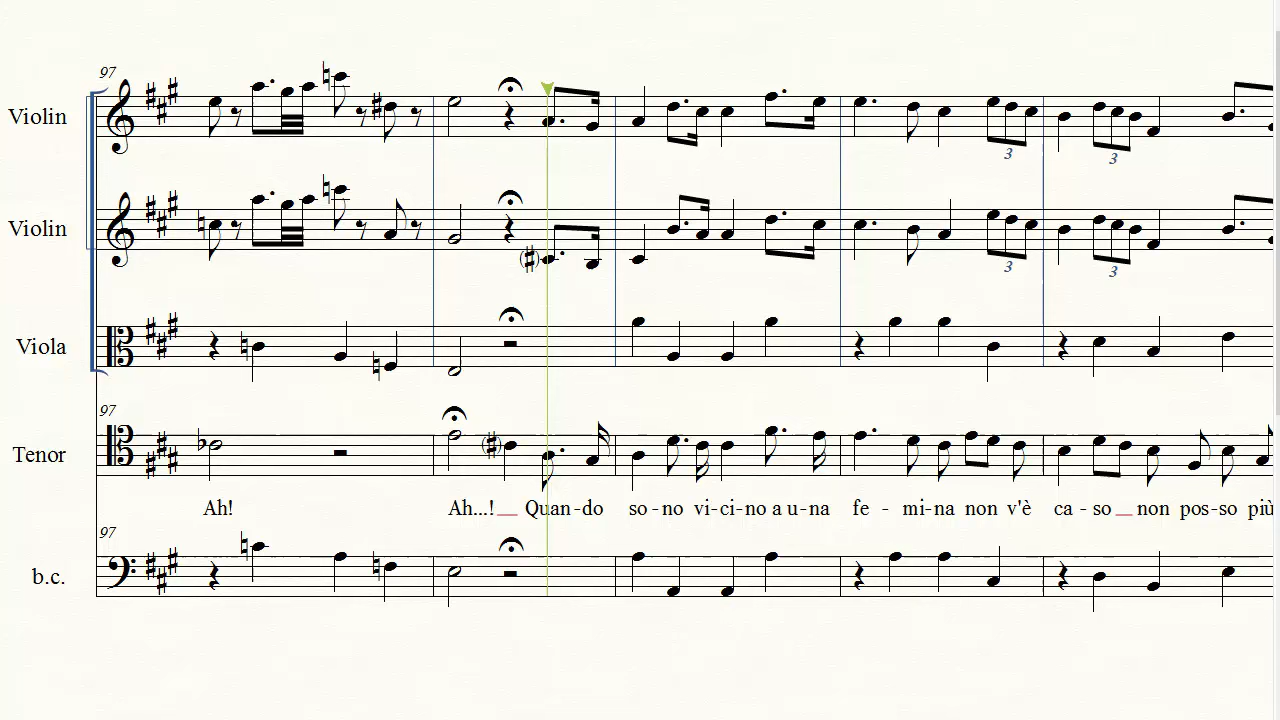 97
Violin
3
3
Violin
3
3
Viola
97
Tenor
Ah! Ah...! Quan-do so-no vi-ci-no a u-na fe - mi-na non v'è ca - so non pos-so più
97
b.c.